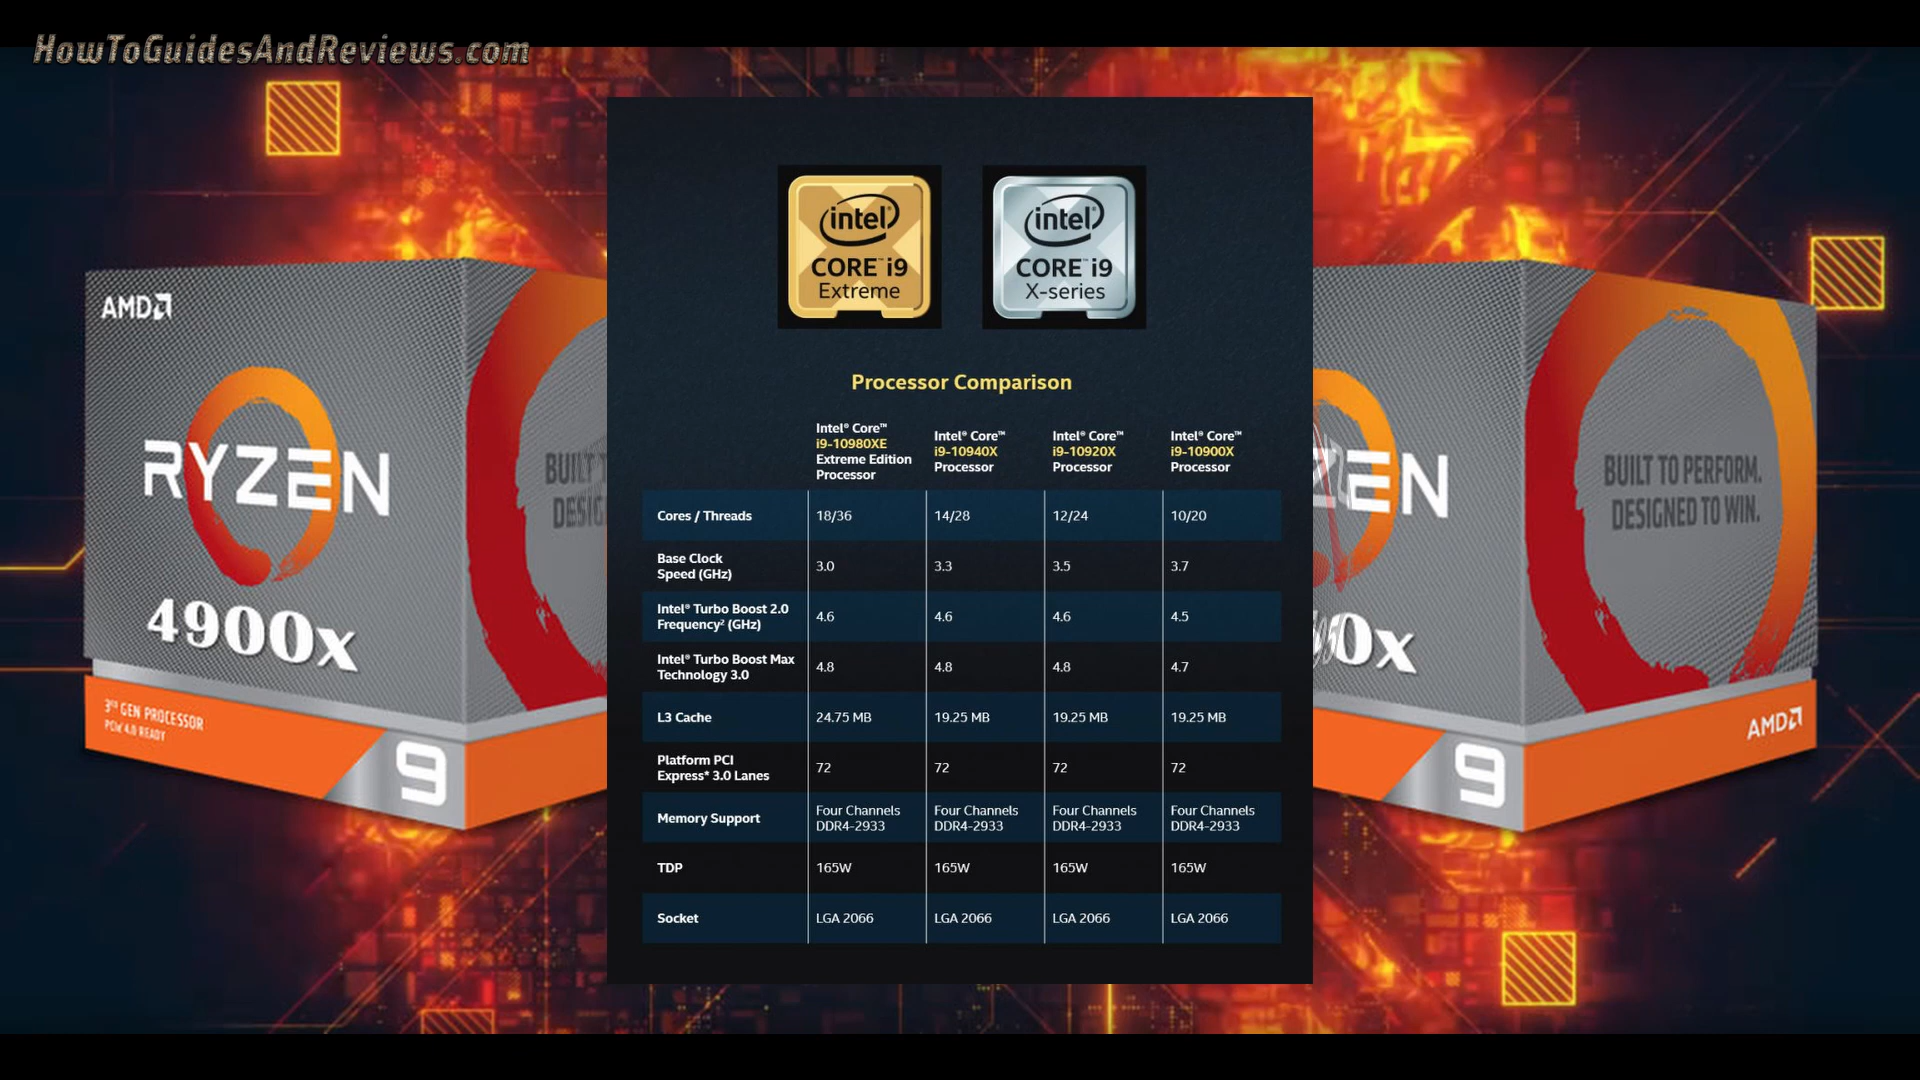 HowToGuidesAndReviews.com
AMD
RYZEN
4900x
3RD GEN PROCESSOR
PCIe 4.0 READY
9
BUILT
DESIG
intel
CORE™ i9
Extreme
intel
CORE™ i9
X-series
Processor Comparison
Intel® Core™ i9-10980XE Extreme Edition Processor
Intel® Core™ i9-10940X Processor
Intel® Core™ i9-10920X Processor
Intel® Core™ i9-10900X Processor
Cores / Threads 18/36 14/28 12/24 10/20
Base Clock Speed (GHz) 3.0 3.3 3.5 3.7
Intel® Turbo Boost 2.0 Frequency² (GHz) 4.6 4.6 4.6 4.5
Intel® Turbo Boost Max Technology 3.0 4.8 4.8 4.8 4.7
L3 Cache 24.75 MB 19.25 MB 19.25 MB 19.25 MB
Platform PCI Express* 3.0 Lanes 72 72 72 72
Memory Support Four Channels DDR4-2933 Four Channels DDR4-2933 Four Channels DDR4-2933 Four Channels DDR4-2933
TDP 165W 165W 165W 165W
Socket LGA 2066 LGA 2066 LGA 2066 LGA 2066
ZEN
0x
9
BUILT TO PERFORM.
DESIGNED TO WIN.
AMD